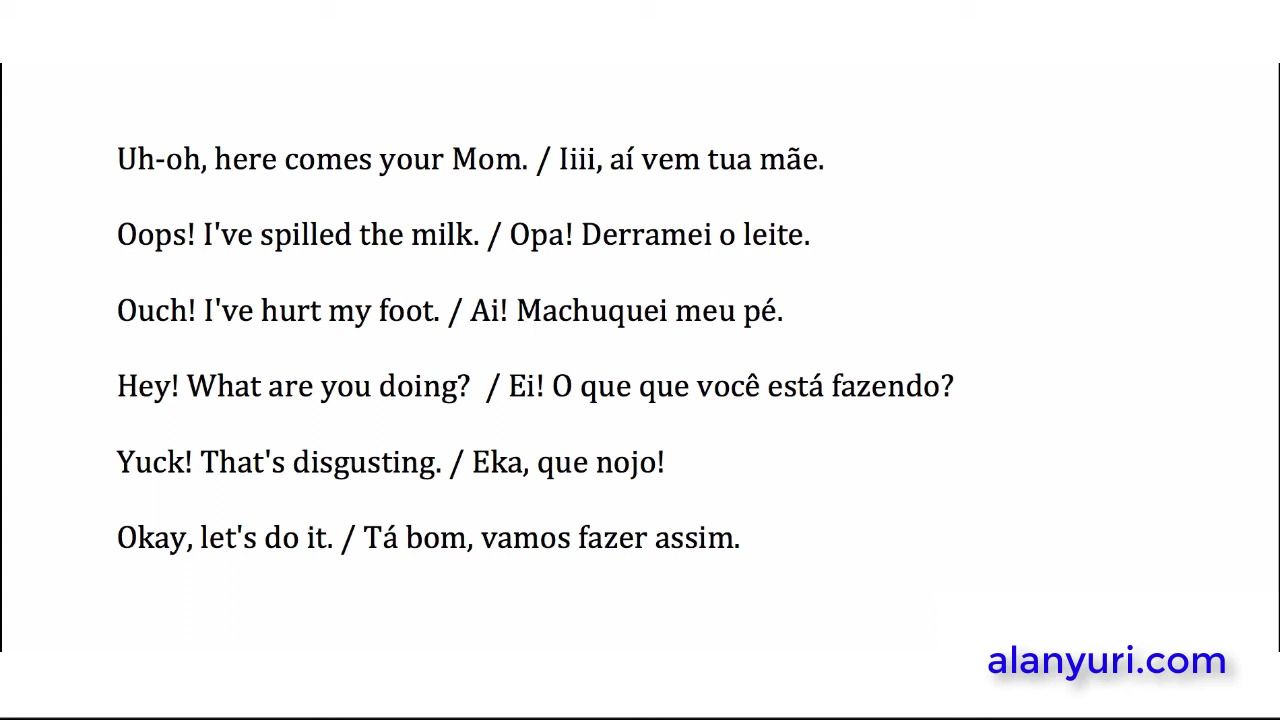 Uh-oh, here comes your Mom. / Iiii, aí vem tua mãe.
Oops! I've spilled the milk. / Opa! Derramei o leite.
Ouch! I've hurt my foot. / Ai! Machuquei meu pé.
Hey! What are you doing?  / Ei! O que que você está fazendo?
Yuck! That's disgusting. / Eka, que nojo!
Okay, let's do it. / Tá bom, vamos fazer assim.
alanyuri.com